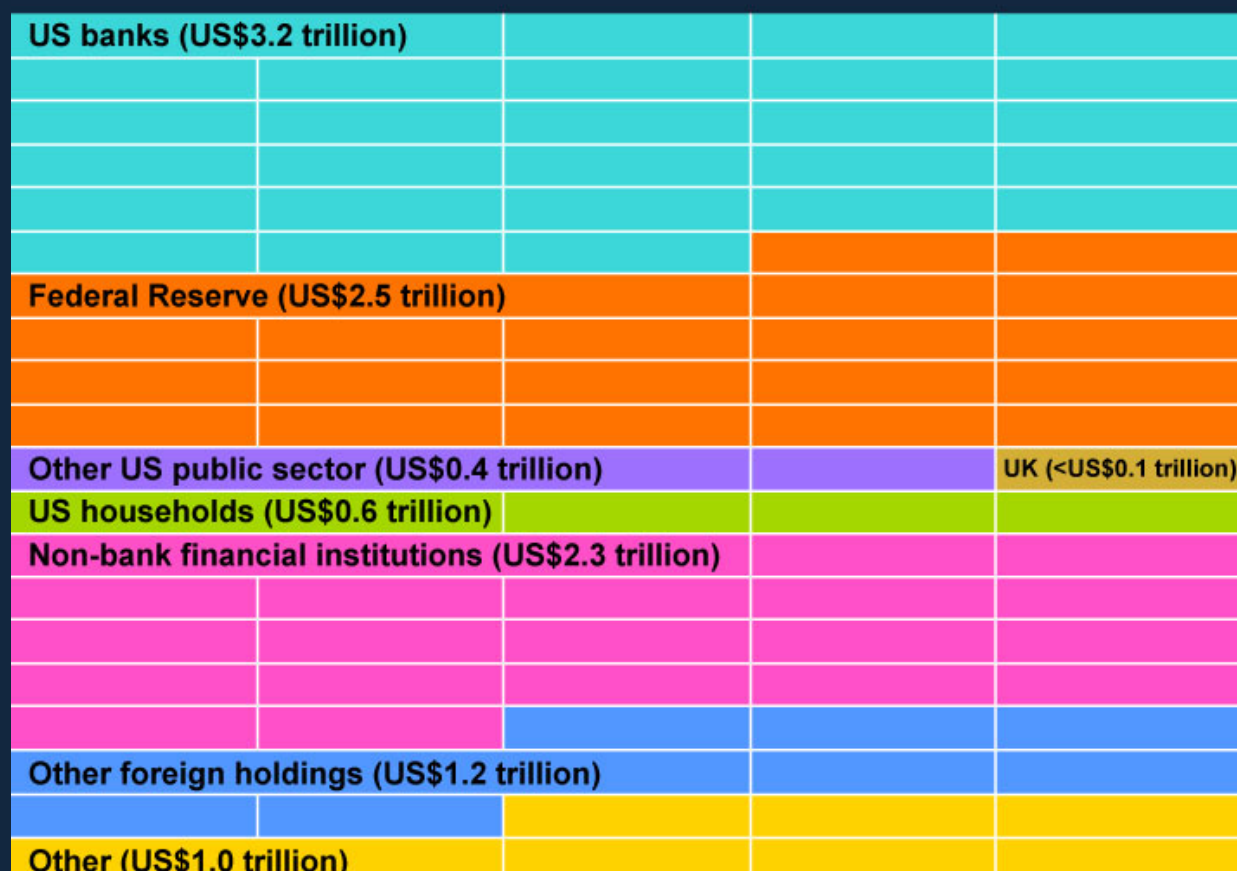 US banks (US$3.2 trillion)
Federal Reserve (US$2.5 trillion)
Other US public sector (US$0.4 trillion)
UK (<US$0.1 trillion)
US households (US$0.6 trillion)
Non-bank financial institutions (US$2.3 trillion)
Other foreign holdings (US$1.2 trillion)
Other (US$1.0 trillion)